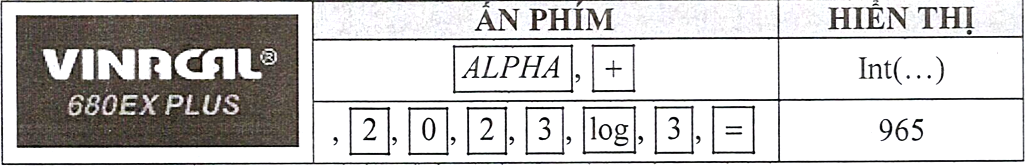 ẤN PHÍM HIỂN THỊ
VINACAL®
680EX PLUS
ALPHA, + Int(…)
, 2, 0, 2, 3, log, 3, = 965